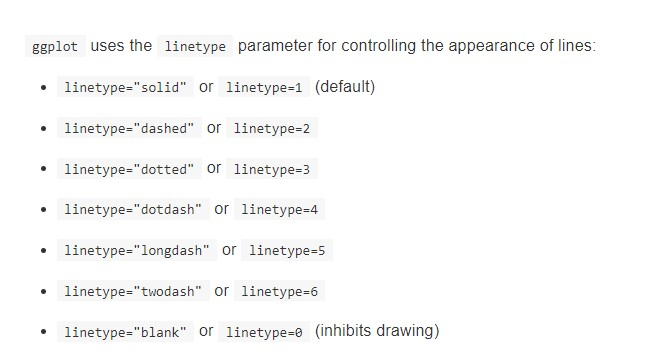 ggplot uses the linetype parameter for controlling the appearance of lines:
• linetype="solid" or linetype=1 (default)
• linetype="dashed" or linetype=2
• linetype="dotted" or linetype=3
• linetype="dotdash" or linetype=4
• linetype="longdash" or linetype=5
• linetype="twodash" or linetype=6
• linetype="blank" or linetype=0 (inhibits drawing)